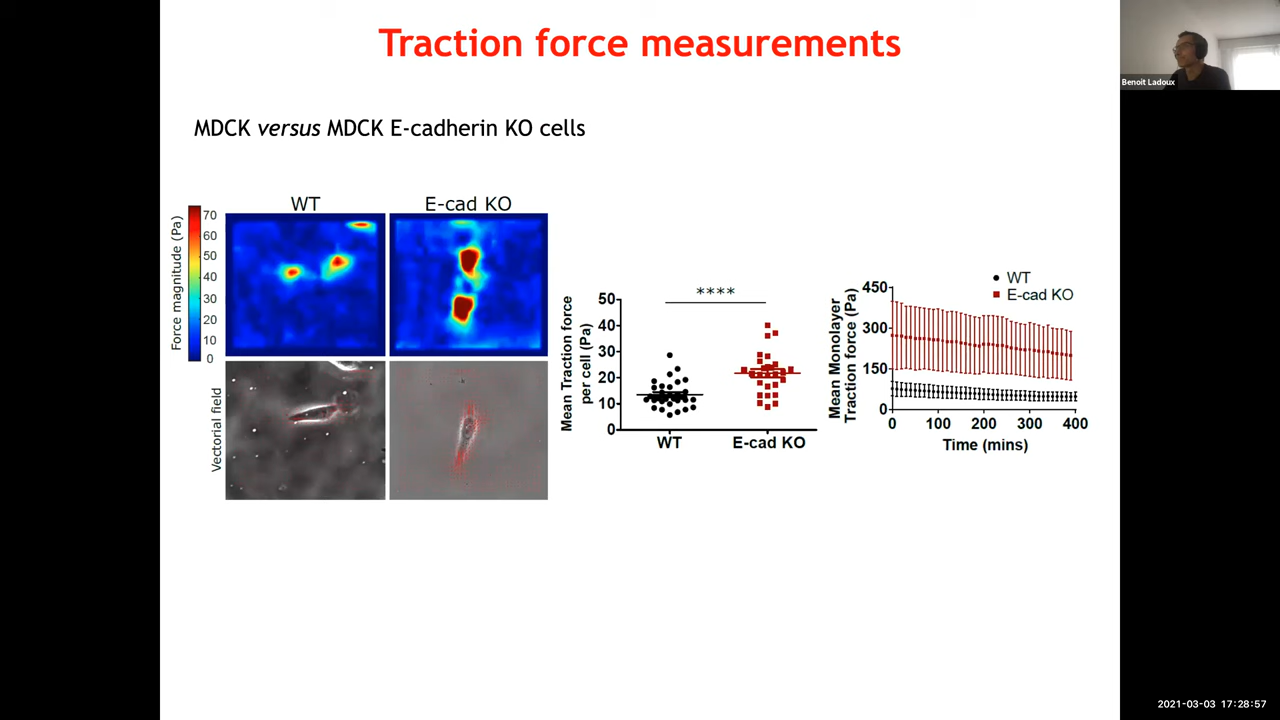 Traction force measurements
Benoit Ladoux
MDCK versus MDCK E-cadherin KO cells
WT
E-cad KO
Force magnitude (Pa)
70
60
50
40
30
20
10
0
Vectorial field
Mean Traction force
per cell (Pa)
50
40
30
20
10
0
****
WT
E-cad KO
WT
E-cad KO
Mean Monolayer
Traction force (Pa)
450
300
150
0
0
100
200
300
400
Time (mins)
2021-03-03 17:28:57